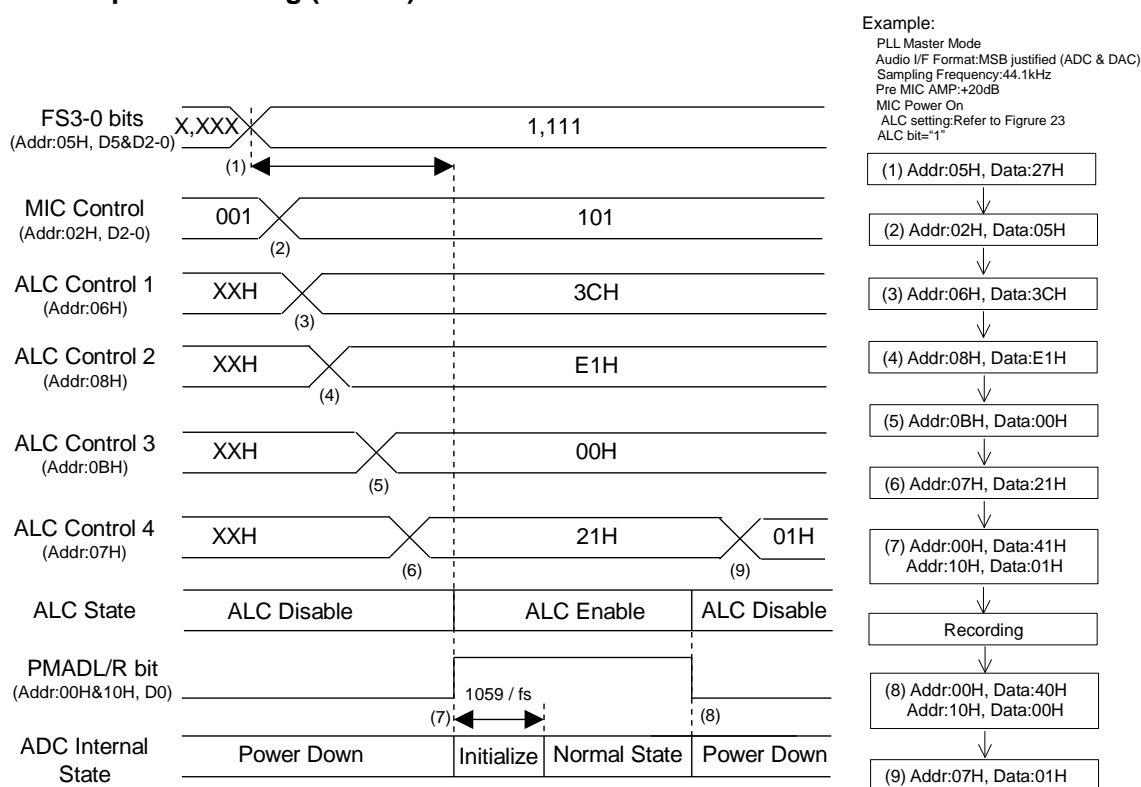 Example:
PLL Master Mode
Audio I/F Format:MSB justified (ADC & DAC)
Sampling Frequency:44.1kHz
Pre MIC AMP:+20dB
MIC Power On
ALC setting:Refer to Figrure 23
ALC bit="1"
FS3-0 bits
(Addr:05H, D5&D2-0)
X,XXX
1,111
(1)
MIC Control
(Addr:02H, D2-0)
001
101
(2)
ALC Control 1
(Addr:06H)
XXH
3CH
(3)
ALC Control 2
(Addr:08H)
XXH
E1H
(4)
ALC Control 3
(Addr:0BH)
XXH
00H
(5)
ALC Control 4
(Addr:07H)
XXH
21H
01H
(6)
(9)
ALC State
ALC Disable
ALC Enable
ALC Disable
PMADL/R bit
(Addr:00H&10H, D0)
1059 / fs
(7)
(8)
ADC Internal
State
Power Down
Initialize
Normal State
Power Down
(1) Addr:05H, Data:27H
(2) Addr:02H, Data:05H
(3) Addr:06H, Data:3CH
(4) Addr:08H, Data:E1H
(5) Addr:0BH, Data:00H
(6) Addr:07H, Data:21H
(7) Addr:00H, Data:41H
Addr:10H, Data:01H
Recording
(8) Addr:00H, Data:40H
Addr:10H, Data:00H
(9) Addr:07H, Data:01H